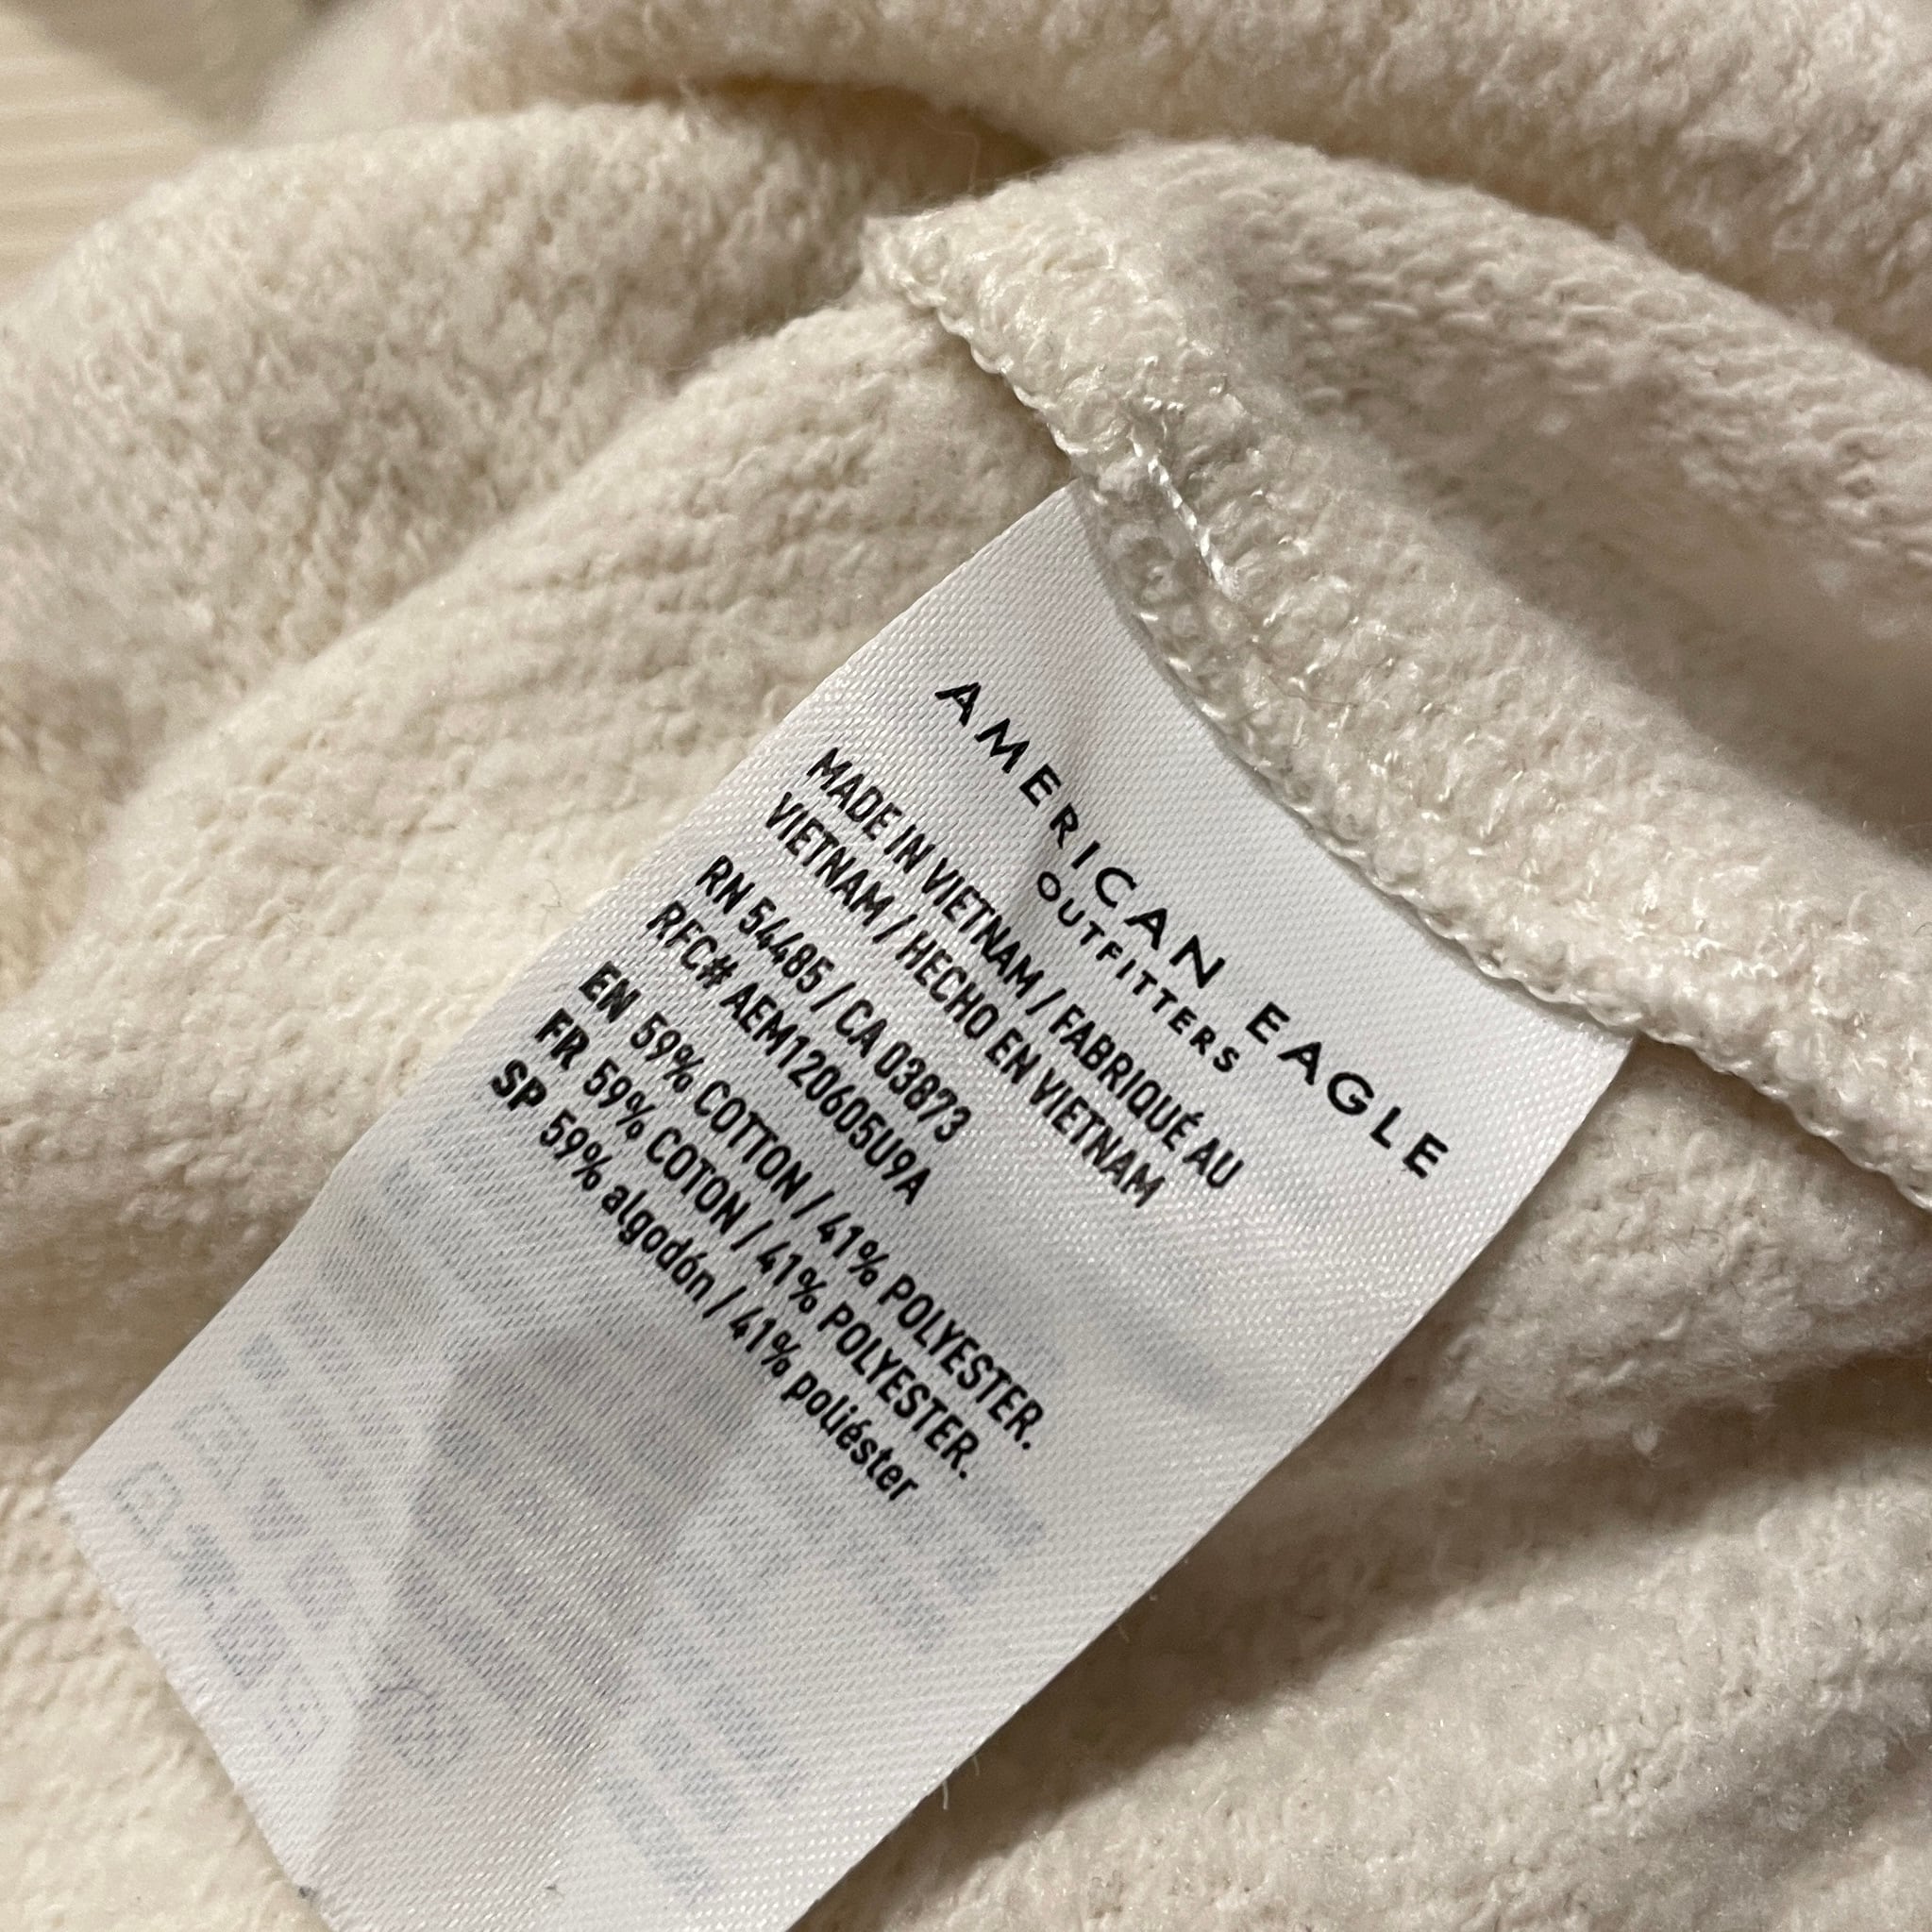 AMERICAN EAGLE
OUTFITTERS
MADE IN VIETNAM / FABRIQUÉ AU
VIETNAM / HECHO EN VIETNAM
RN 54485 / CA 03873
RFC# AEM120605U9A
EN 59% COTTON / 41% POLYESTER.
FR 59% COTON / 41% POLYESTER.
SP 59% algodón / 41% poliéster